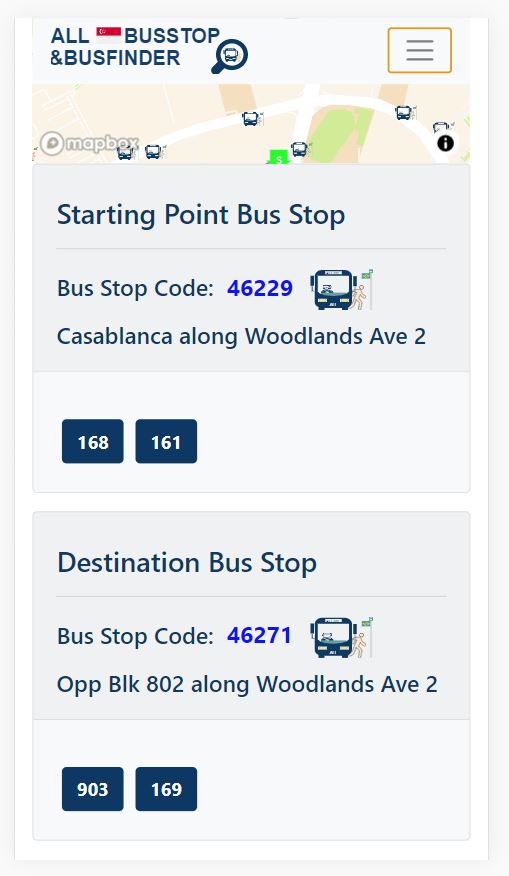 ALL BUSSTOP
&BUSFINDER
mapbox
S
Starting Point Bus Stop
Bus Stop Code: 46229
Casablanca along Woodlands Ave 2
168 161
Destination Bus Stop
Bus Stop Code: 46271
Opp Blk 802 along Woodlands Ave 2
903 169